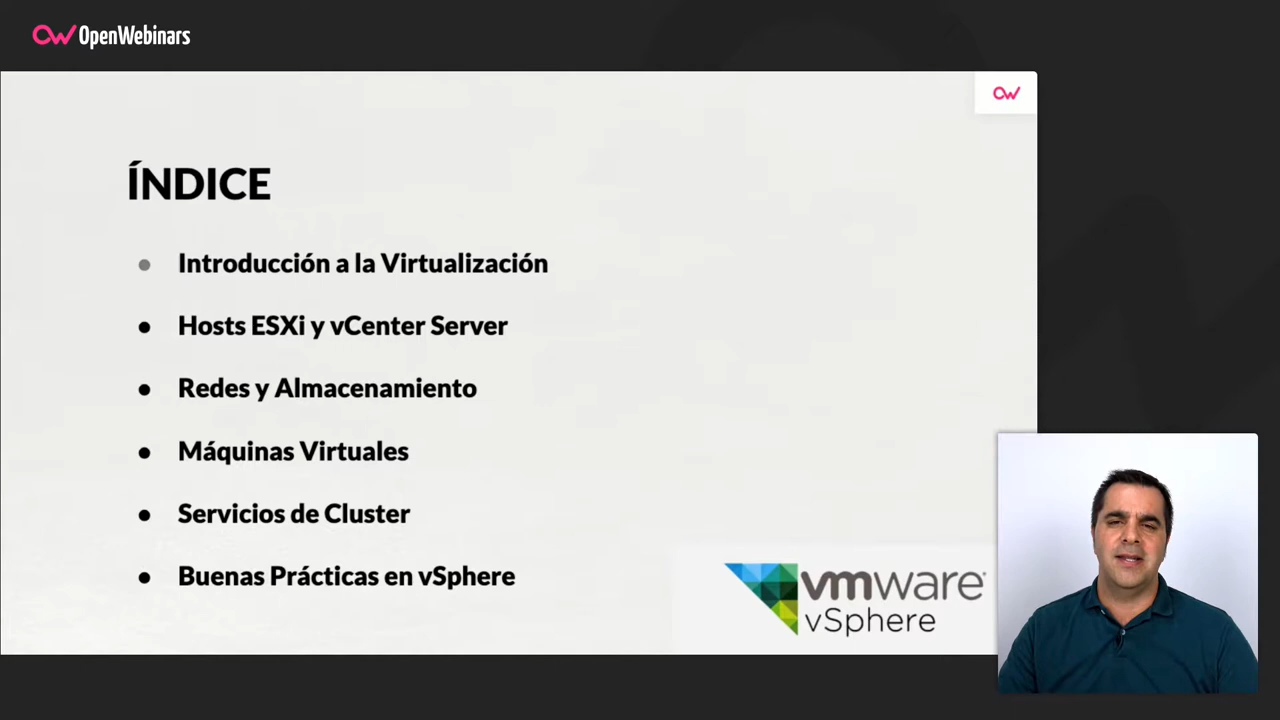 OpenWebinars
ÍNDICE
Introducción a la Virtualización
Hosts ESXi y vCenter Server
Redes y Almacenamiento
Máquinas Virtuales
Servicios de Cluster
Buenas Prácticas en vSphere
vmware
vSphere